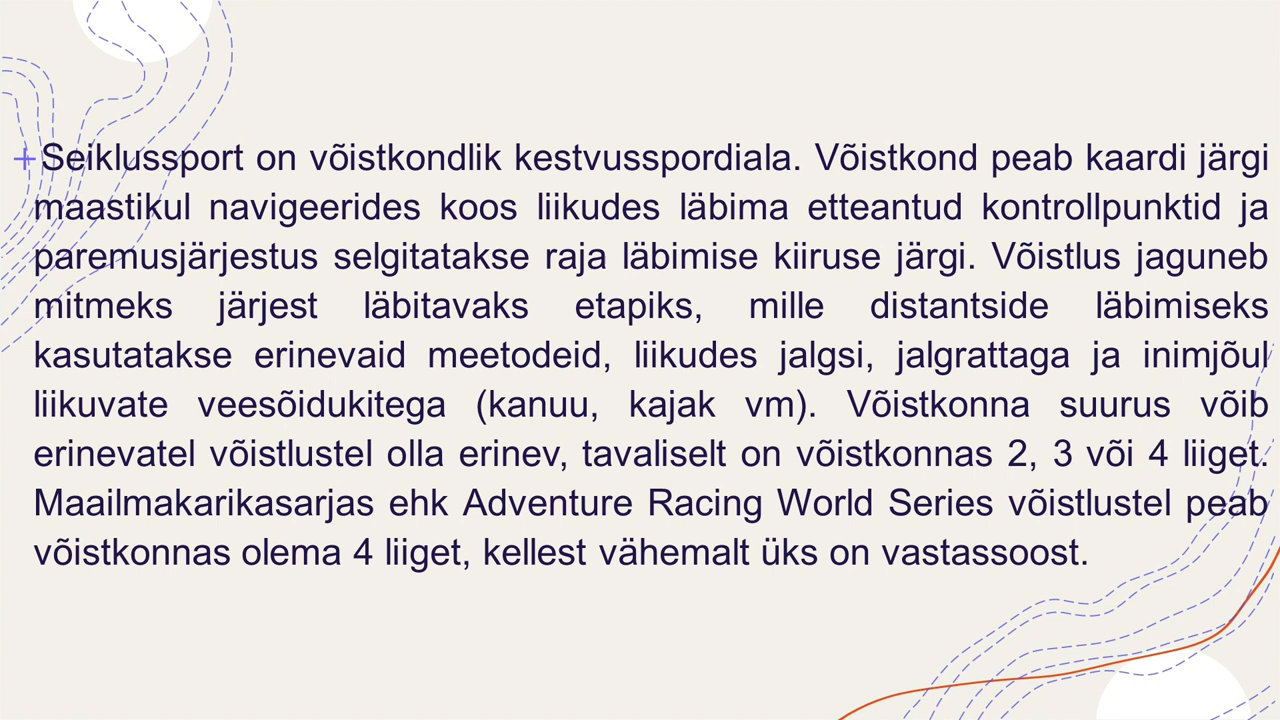 + Seiklussport on võistkondlik kestvusspordiala. Võistkond peab kaardi järgi
maastikul navigeerides koos liikudes läbima etteantud kontrollpunktid ja
paremusjärjestus selgitatakse raja läbimise kiiruse järgi. Võistlus jaguneb
mitmeks järjest läbitavaks etapiks, mille distantside läbimiseks
kasutatakse erinevaid meetodeid, liikudes jalgsi, jalgrattaga ja inimjõul
liikuvate veesõidukitega (kanuu, kajak vm). Võistkonna suurus võib
erinevatel võistlustel olla erinev, tavaliselt on võistkonnas 2, 3 või 4 liiget.
Maailmakarikasarjas ehk Adventure Racing World Series võistlustel peab
võistkonnas olema 4 liiget, kellest vähemalt üks on vastassoost.